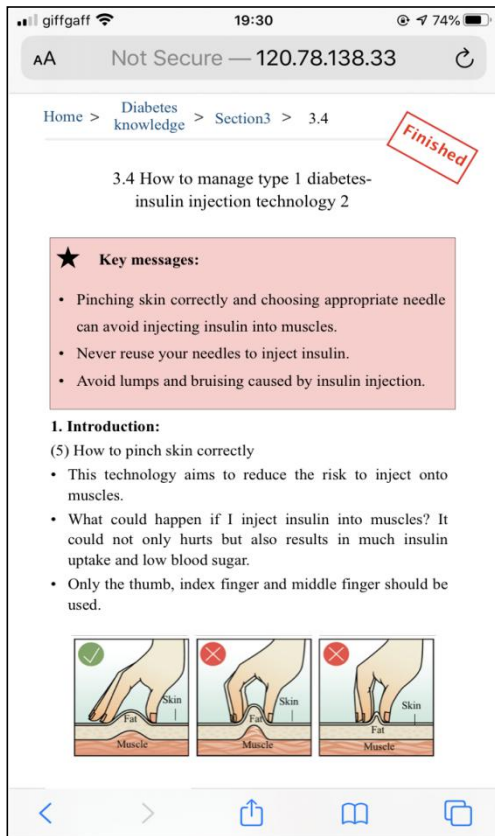 giffgaff 19:30 74%
AA Not Secure — 120.78.138.33
Home > Diabetes knowledge > Section3 > 3.4
Finished
3.4 How to manage type 1 diabetes-
insulin injection technology 2
★ Key messages:
• Pinching skin correctly and choosing appropriate needle
can avoid injecting insulin into muscles.
• Never reuse your needles to inject insulin.
• Avoid lumps and bruising caused by insulin injection.
1. Introduction:
(5) How to pinch skin correctly
• This technology aims to reduce the risk to inject onto
muscles.
• What could happen if I inject insulin into muscles? It
could not only hurts but also results in much insulin
uptake and low blood sugar.
• Only the thumb, index finger and middle finger should be
used.
Skin Fat Muscle
Skin Fat Muscle
Skin Fat Muscle